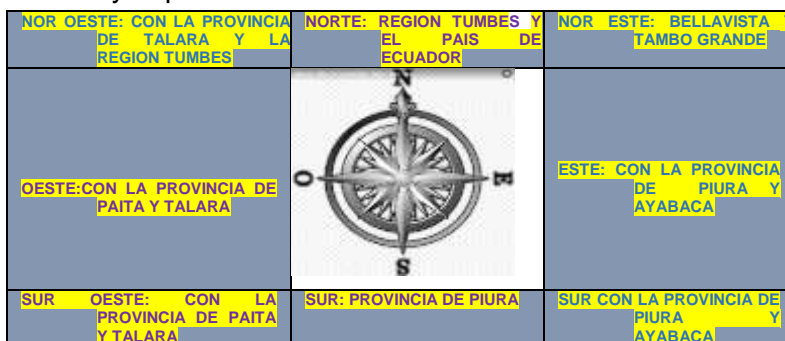 NOR OESTE: CON LA PROVINCIA
DE TALARA Y LA
REGION TUMBES
NORTE: REGION TUMBES Y
EL PAIS DE
ECUADOR
NOR ESTE: BELLAVISTA
TAMBO GRANDE
OESTE:CON LA PROVINCIA DE
PAITA Y TALARA
N
O
E
S
ESTE: CON LA PROVINCIA
DE PIURA Y
AYABACA
SUR OESTE: CON LA
PROVINCIA DE PAITA
Y TALARA
SUR: PROVINCIA DE PIURA
SUR CON LA PROVINCIA DE
PIURA Y
AYABACA